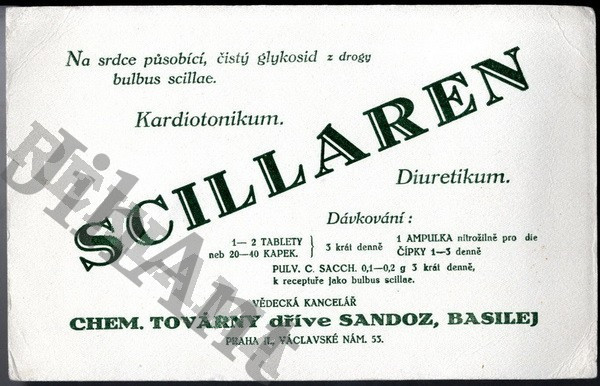 Na srdce působící, čistý glykosid z drogy
bulbus scillae.
Kardiotonikum.
SCILLAREN
Diuretikum.
Dávkování:
1—2 TABLETY
neb 20—40 KAPEK. } 3 krát denně
1 AMPULKA nitrožilně pro die
ČÍPKY 1—3 denně
PULV. C. SACCH. 0,1—0,2 g 3 krát denně,
k receptuře jako bulbus scillae.
VĚDECKÁ KANCELÁŘ
CHEM. TOVÁRNY dříve SANDOZ, BASILEJ
PRAHA II., VÁCLAVSKÉ NÁM. 53.